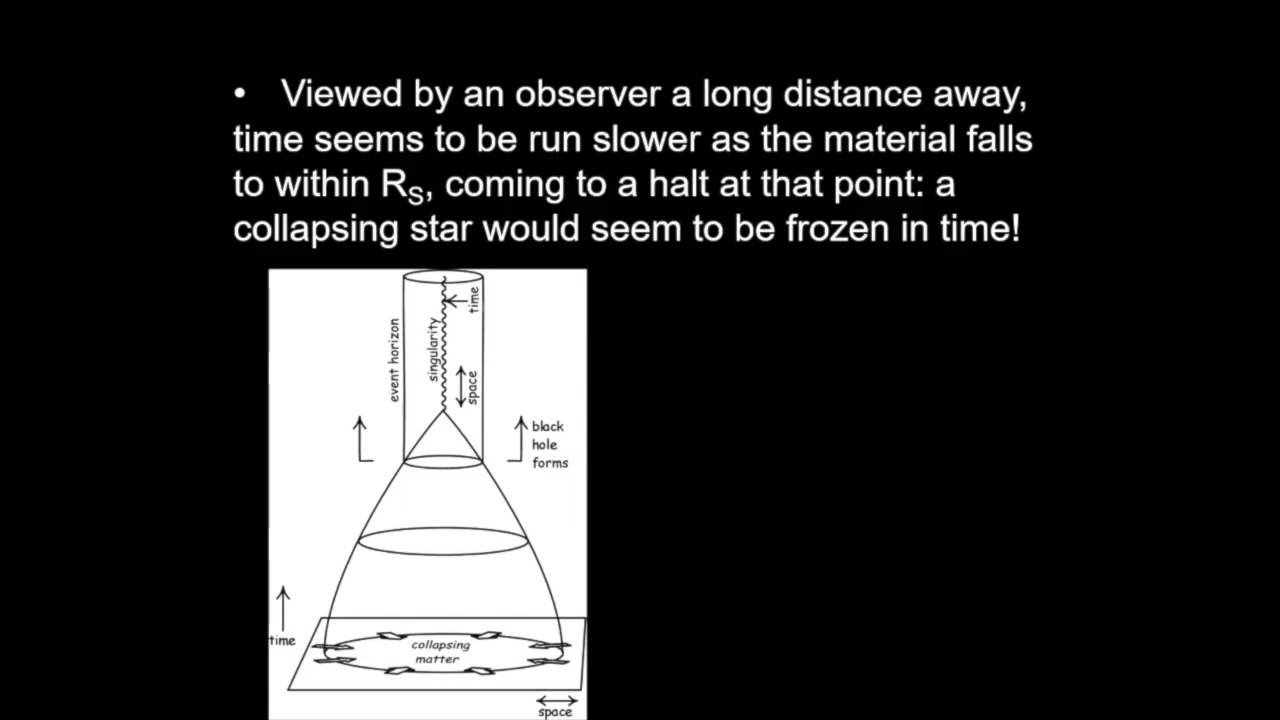 • Viewed by an observer a long distance away,
time seems to be run slower as the material falls
to within RS, coming to a halt at that point: a
collapsing star would seem to be frozen in time!
time
event horizon
singularity
space
black
hole
forms
time
collapsing
matter
space